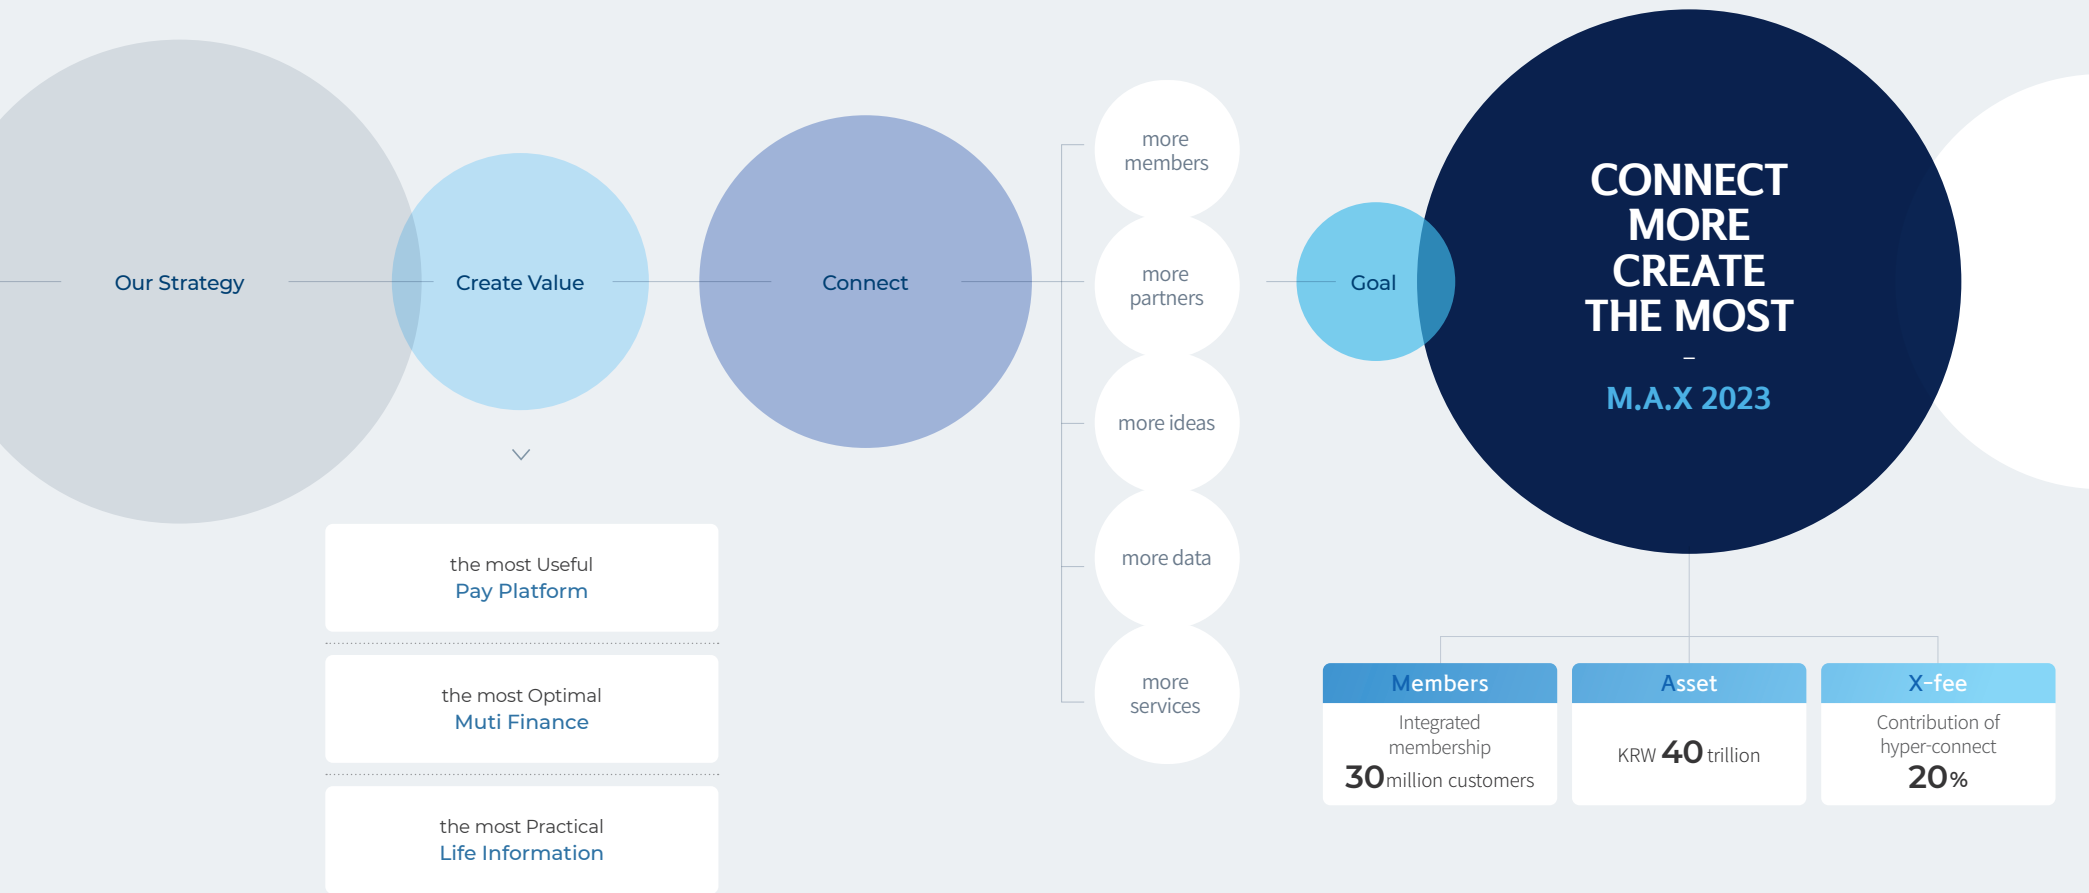 Our Strategy
Create Value
the most Useful
Pay Platform
the most Optimal
Muti Finance
the most Practical
Life Information
Connect
more
members
more
partners
more ideas
more data
more
services
Goal
CONNECT
MORE
CREATE
THE MOST
–
M.A.X 2023
Members
Integrated
membership
30 million customers
Asset
KRW 40 trillion
X-fee
Contribution of
hyper-connect
20%